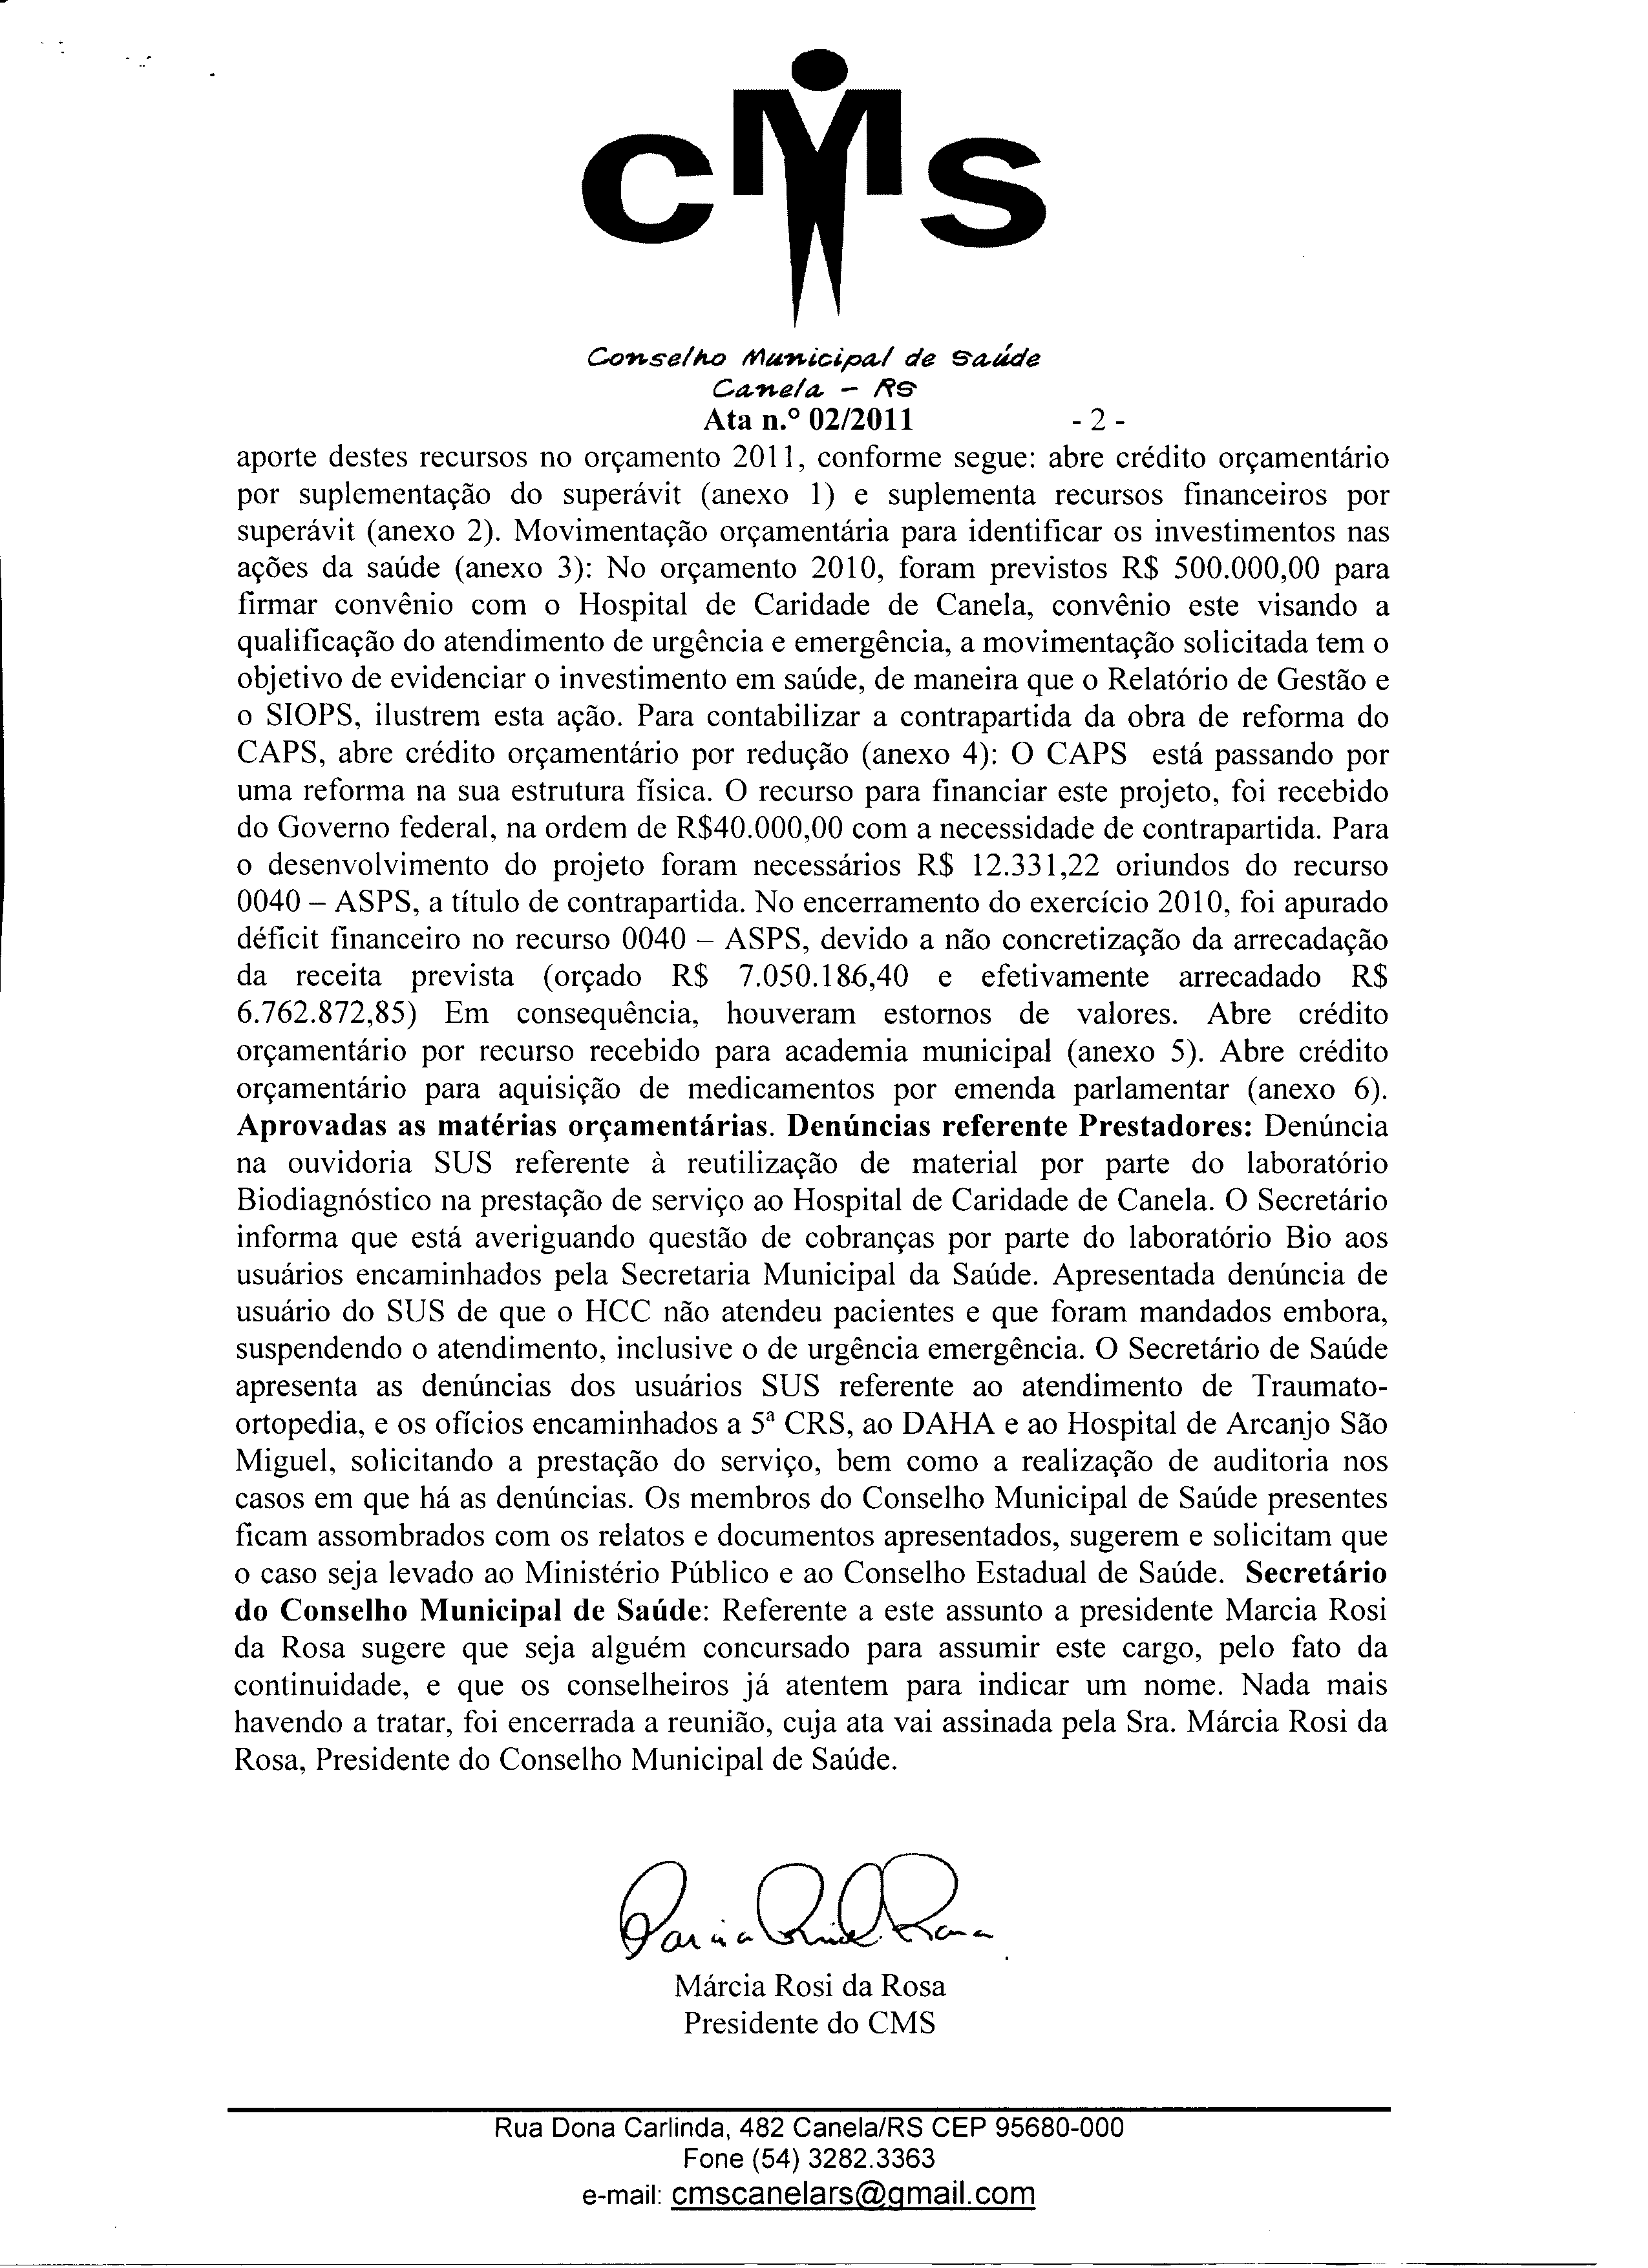 CMS
Conselho Municipal de Saúde
Canela - RS
Ata n.º 02/2011 - 2 -
aporte destes recursos no orçamento 2011, conforme segue: abre crédito orçamentário
por suplementação do superávit (anexo 1) e suplementa recursos financeiros por
superávit (anexo 2). Movimentação orçamentária para identificar os investimentos nas
ações da saúde (anexo 3): No orçamento 2010, foram previstos R$ 500.000,00 para
firmar convênio com o Hospital de Caridade de Canela, convênio este visando a
qualificação do atendimento de urgência e emergência, a movimentação solicitada tem o
objetivo de evidenciar o investimento em saúde, de maneira que o Relatório de Gestão e
o SIOPS, ilustrem esta ação. Para contabilizar a contrapartida da obra de reforma do
CAPS, abre crédito orçamentário por redução (anexo 4): O CAPS está passando por
uma reforma na sua estrutura física. O recurso para financiar este projeto, foi recebido
do Governo federal, na ordem de R$40.000,00 com a necessidade de contrapartida. Para
o desenvolvimento do projeto foram necessários R$ 12.331,22 oriundos do recurso
0040 – ASPS, a título de contrapartida. No encerramento do exercício 2010, foi apurado
déficit financeiro no recurso 0040 – ASPS, devido a não concretização da arrecadação
da receita prevista (orçado R$ 7.050.186,40 e efetivamente arrecadado R$
6.762.872,85) Em consequência, houveram estornos de valores. Abre crédito
orçamentário por recurso recebido para academia municipal (anexo 5). Abre crédito
orçamentário para aquisição de medicamentos por emenda parlamentar (anexo 6).
Aprovadas as matérias orçamentárias. Denúncias referente Prestadores: Denúncia
na ouvidoria SUS referente à reutilização de material por parte do laboratório
Biodiagnóstico na prestação de serviço ao Hospital de Caridade de Canela. O Secretário
informa que está averiguando questão de cobranças por parte do laboratório Bio aos
usuários encaminhados pela Secretaria Municipal da Saúde. Apresentada denúncia de
usuário do SUS de que o HCC não atendeu pacientes e que foram mandados embora,
suspendendo o atendimento, inclusive o de urgência emergência. O Secretário de Saúde
apresenta as denúncias dos usuários SUS referente ao atendimento de Traumato-
ortopedia, e os ofícios encaminhados a 5ª CRS, ao DAHA e ao Hospital de Arcanjo São
Miguel, solicitando a prestação do serviço, bem como a realização de auditoria nos
casos em que há as denúncias. Os membros do Conselho Municipal de Saúde presentes
ficam assombrados com os relatos e documentos apresentados, sugerem e solicitam que
o caso seja levado ao Ministério Público e ao Conselho Estadual de Saúde. Secretário
do Conselho Municipal de Saúde: Referente a este assunto a presidente Marcia Rosi
da Rosa sugere que seja alguém concursado para assumir este cargo, pelo fato da
continuidade, e que os conselheiros já atentem para indicar um nome. Nada mais
havendo a tratar, foi encerrada a reunião, cuja ata vai assinada pela Sra. Márcia Rosi da
Rosa, Presidente do Conselho Municipal de Saúde.
Márcia Rosi da Rosa
Presidente do CMS
Rua Dona Carlinda, 482 Canela/RS CEP 95680-000
Fone (54) 3282.3363
e-mail: cmscanelars@gmail.com